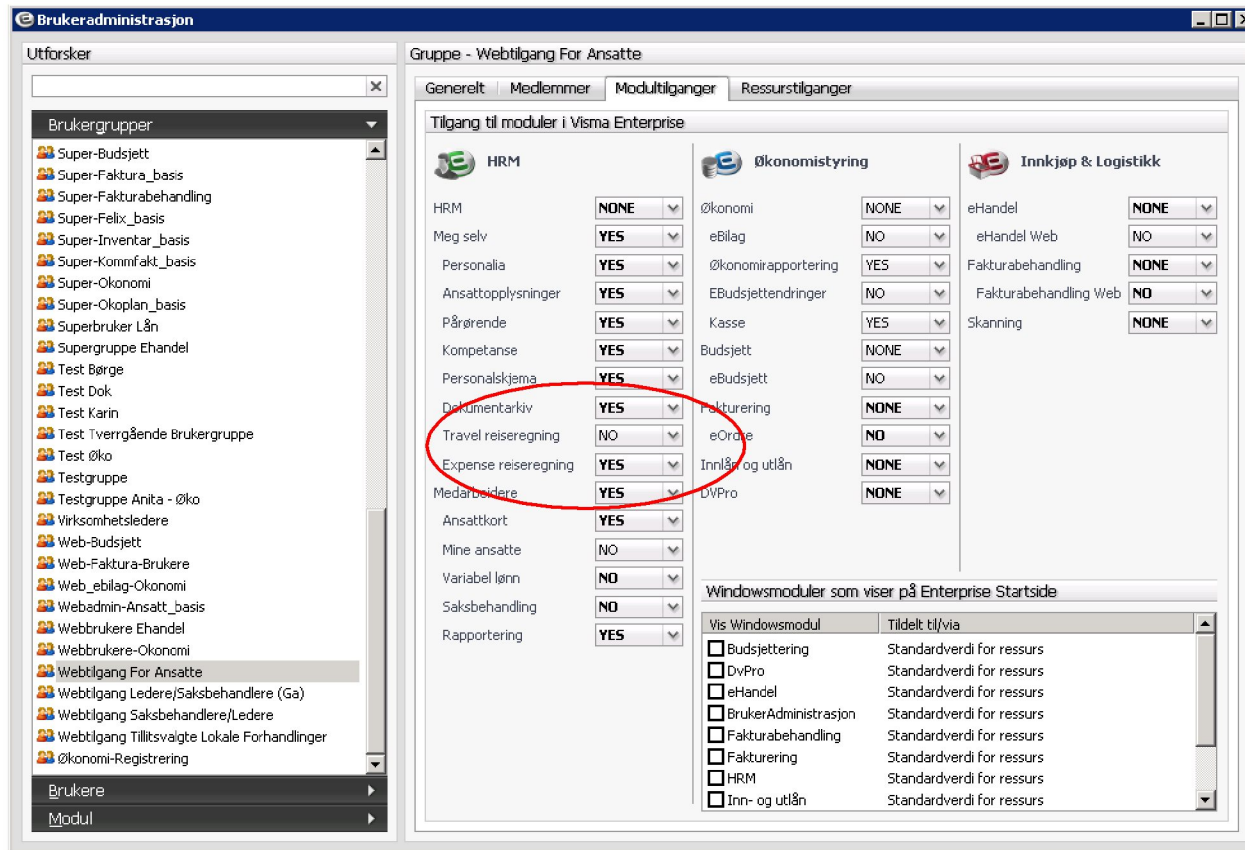 Brukeradministrasjon
Utforsker
Brukergrupper
Super-Budsjett
Super-Faktura_basis
Super-Fakturabehandling
Super-Felix_basis
Super-Inventar_basis
Super-Kommfakt_basis
Super-Okonomi
Super-Okoplan_basis
Superbruker Lån
Supergruppe Ehandel
Test Børge
Test Dok
Test Karin
Test Tverrgående Brukergruppe
Test Øko
Testgruppe
Testgruppe Anita - Øko
Virksomhetsledere
Web-Budsjett
Web-Faktura-Brukere
Web_ebilag-Okonomi
Webadmin-Ansatt_basis
Webbrukere Ehandel
Webbrukere-Okonomi
Webtilgang For Ansatte
Webtilgang Ledere/Saksbehandlere (Ga)
Webtilgang Saksbehandlere/Ledere
Webtilgang Tillitsvalgte Lokale Forhandlinger
Økonomi-Registrering
Brukere
Modul
Gruppe - Webtilgang For Ansatte
Generelt Medlemmer Modultilganger Ressurstilganger
Tilgang til moduler i Visma Enterprise
HRM
HRM NONE
Meg selv YES
Personalia YES
Ansattopplysninger YES
Pårørende YES
Kompetanse YES
Personalskjema YES
Dokumentarkiv YES
Travel reiseregning NO
Expense reiseregning YES
Medarbeidere YES
Ansattkort YES
Mine ansatte NO
Variabel lønn NO
Saksbehandling NO
Rapportering YES
Økonomistyring
Økonomi NONE
eBilag NO
Økonomirapportering YES
EBudsjettendringer NO
Kasse YES
Budsjett NONE
eBudsjett NO
Fakturering NONE
eOrdre NO
Innlån og utlån NONE
DVPro NONE
Innkjøp & Logistikk
eHandel NONE
eHandel Web NO
Fakturabehandling NONE
Fakturabehandling Web NO
Skanning NONE
Windowsmoduler som viser på Enterprise Startside
Vis Windowsmodul Tildelt til/via
Budsjettering Standardverdi for ressurs
DvPro Standardverdi for ressurs
eHandel Standardverdi for ressurs
BrukerAdministrasjon Standardverdi for ressurs
Fakturabehandling Standardverdi for ressurs
Fakturering Standardverdi for ressurs
HRM Standardverdi for ressurs
Inn- og utlån Standardverdi for ressurs